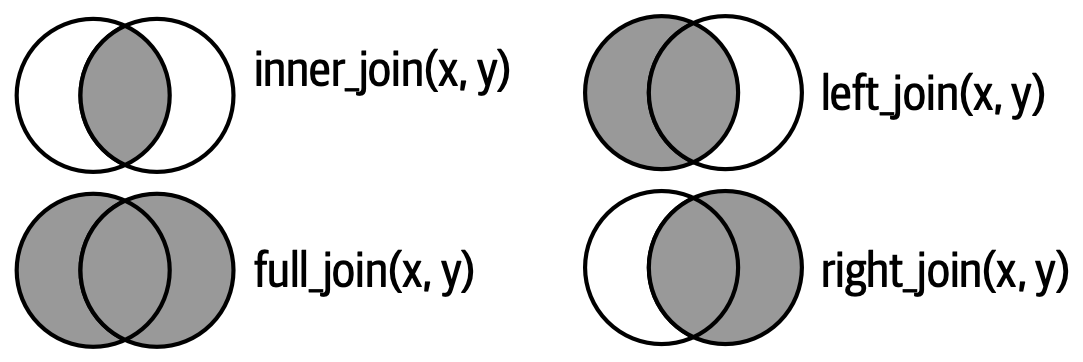 inner_join(x, y)
left_join(x, y)
full_join(x, y)
right_join(x, y)